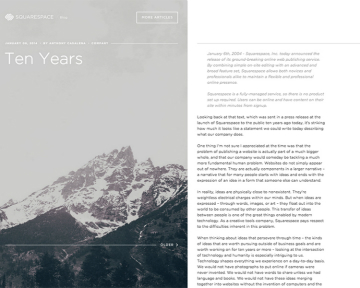 SQUARESPACE BLOG
MORE ARTICLES
Ten Years
OLDER
January 8th, 2004 - Squarespace, Inc. today announced the
release of its ground-breaking online web publishing service.
By combining simple on-site editing with an advanced and
broad feature set, Squarespace allows both novices and
professionals alike to maintain a flexible and professional
online presence.
Squarespace is a fully managed service, so there is no product
set up required. Users can be online and have content on their
site within minutes from signup.
Looking back at that text, which was sent in a press release at the
launch of Squarespace to the public ten years ago today, it's striking
how much it looks like a statement we could write today describing
what our company does.
One thing I'm not sure I appreciated at the time was that the
problem of publishing a website is actually part of a much bigger
whole, and that our company would someday be tackling a much
more fundamental human problem. Websites do not simply appear
out of nowhere. They are actually components in a larger narrative -
a narrative that for many people starts with ideas and ends with the
expression of an idea in a form that someone else can understand.
In reality, ideas are physically close to nonexistent. They're
weightless electrical charges within our minds. But when ideas are
expressed - through words, images, or art - they float out into the
world to be consumed by other people. This transfer of ideas
between people is one of the great things enabled by modern
technology. As a creative tools company, Squarespace pays respect
to the difficulties inherent in this problem.
When thinking about ideas that persevere through time - the kinds
of ideas that are worth pursuing outside of business goals and are
worth working on for ten years or more - looking at the intersection
of technology and humanity is especially intriguing to us.
Technology shapes everything we experience on a day-to-day basis.
We would not have photographs to put online if cameras were
never invented. We would not have words to share unless we had
language and books. We would not have these ideas merging
together into websites without the invention of computers and the